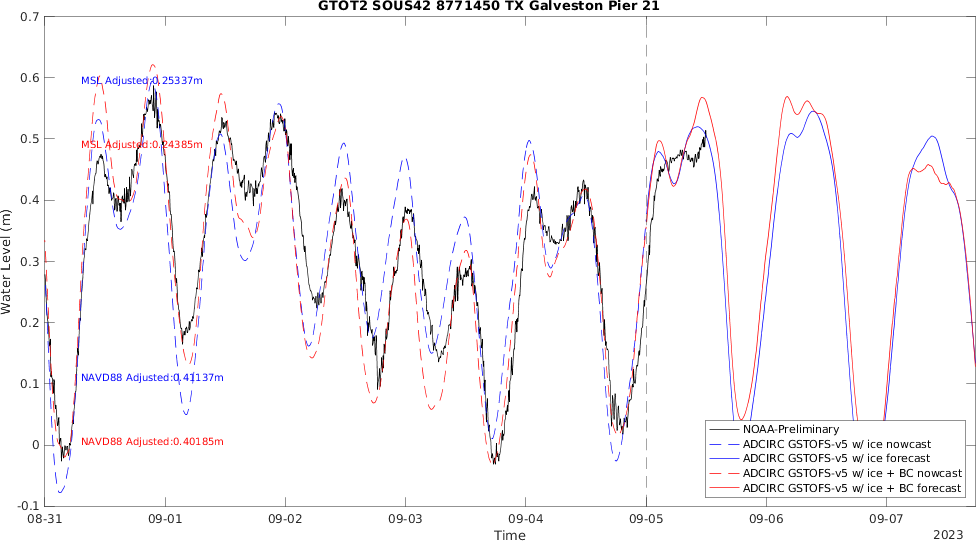 GTOT2 SOUS42 8771450 TX Galveston Pier 21
0.7
0.6
0.5
0.4
0.3
0.2
0.1
0
-0.1
Water Level (m)
MSL Adjusted:0.25337m
MSL Adjusted:0.24385m
NAVD88 Adjusted:0.41137m
NAVD88 Adjusted:0.40185m
NOAA-Preliminary
ADCIRC GSTOFS-v5 w/ ice nowcast
ADCIRC GSTOFS-v5 w/ ice forecast
ADCIRC GSTOFS-v5 w/ ice + BC nowcast
ADCIRC GSTOFS-v5 w/ ice + BC forecast
08-31 09-01 09-02 09-03 09-04 09-05 09-06 09-07
Time
2023